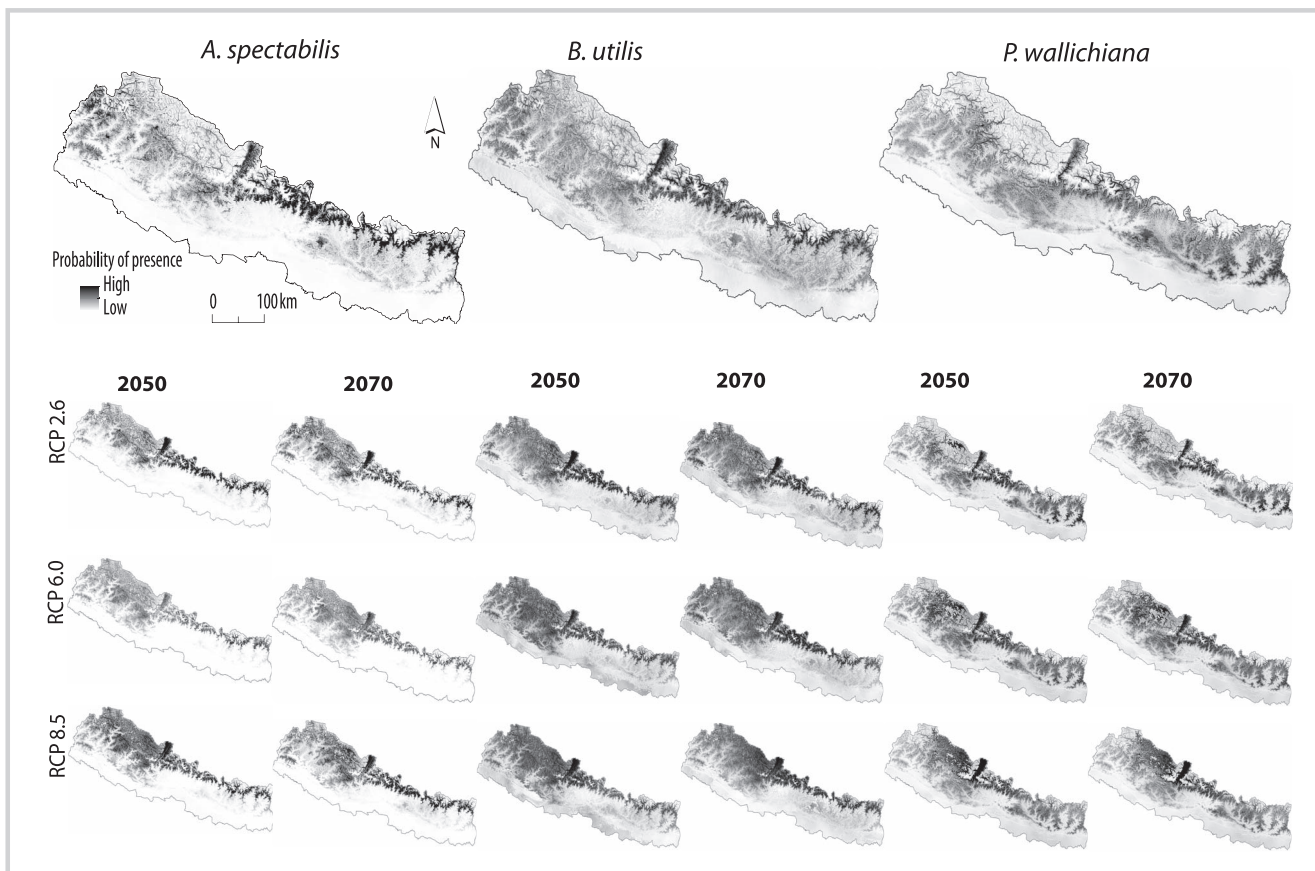 A. spectabilis
B. utilis
P. wallichiana
N
Probability of presence
High
Low
0 100 km
2050 2070 2050 2070 2050 2070
RCP 2.6
RCP 6.0
RCP 8.5